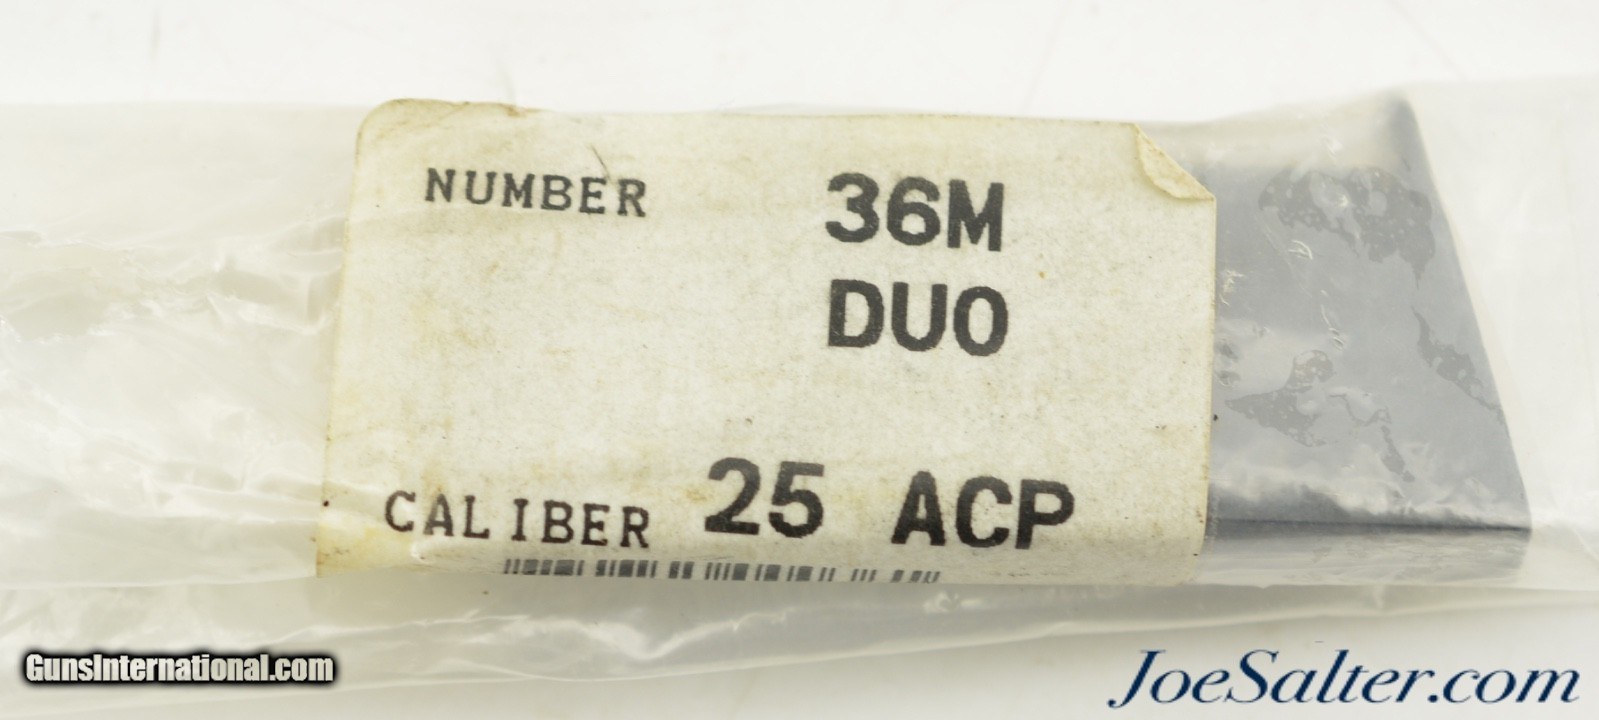 NUMBER 36M
DUO
CALIBER 25 ACP
GunsInternational.com
JoeSalter.com